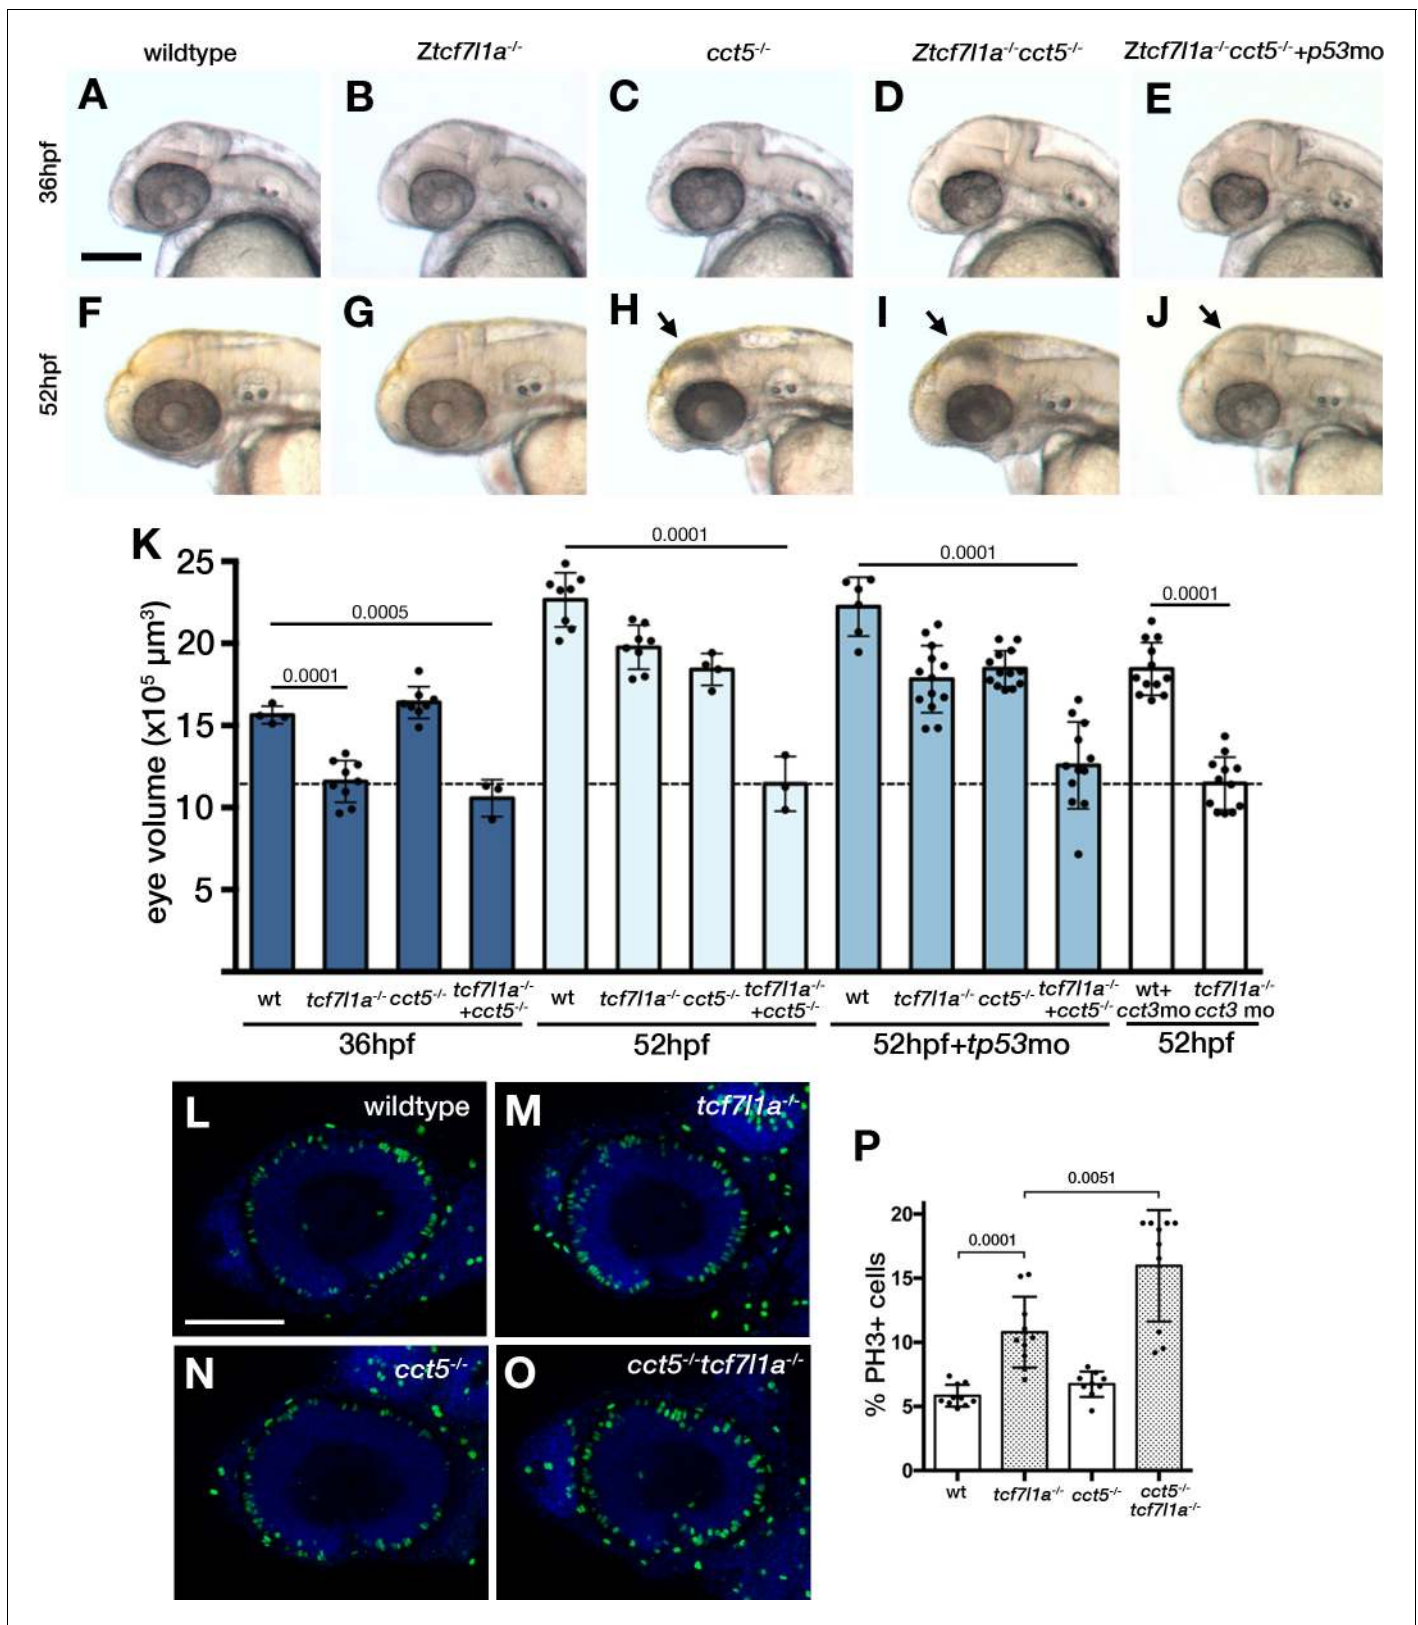 wildtype Ztcf7l1a-/- cct5-/- Ztcf7l1a-/-cct5-/- Ztcf7l1a-/-cct5-/-+p53mo
A B C D E
36hpf
F G H I J
52hpf
K
eye volume (x10⁵ µm³)
25
20
15
10
5
0.0005
0.0001
0.0001
0.0001
0.0001
wt tcf7l1a-/- cct5-/- tcf7l1a-/- +cct5-/-
36hpf
wt tcf7l1a-/- cct5-/- tcf7l1a-/- +cct5-/-
52hpf
wt tcf7l1a-/- cct5-/- tcf7l1a-/- +cct5-/-
52hpf+tp53mo
wt+ cct3mo tcf7l1a-/- cct3 mo
52hpf
L wildtype
M tcf7l1a-/-
N cct5-/-
O cct5-/-tcf7l1a-/-
P
% PH3+ cells
20
15
10
5
0
0.0001
0.0051
wt tcf7l1a-/- cct5-/- cct5-/- tcf7l1a-/-